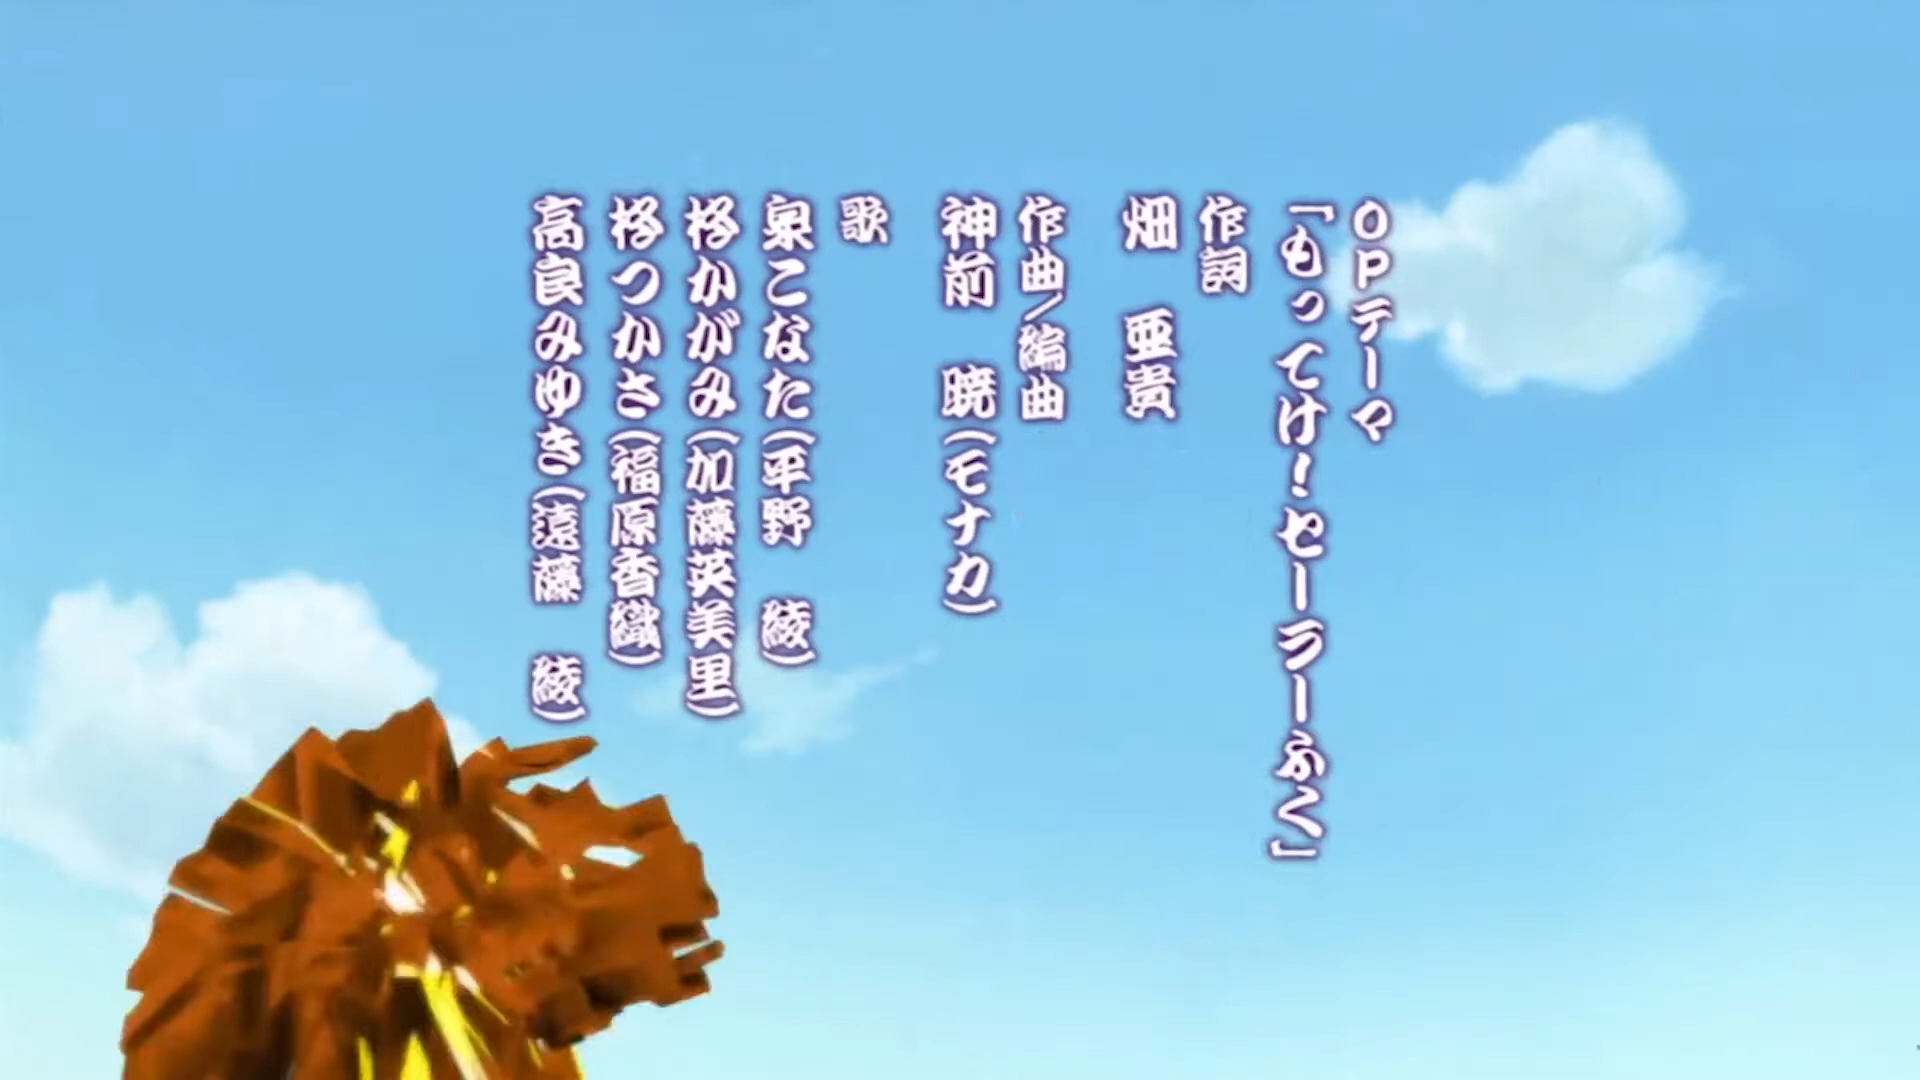 OPテーマ
「もってけ!セーラーふく」
作詞
畑 亜貴
作曲/編曲
神前 暁(モナカ)
歌
泉こなた(平野 綾)
柊かがみ(加藤英美里)
柊つかさ(福原香織)
高良みゆき(遠藤 綾)